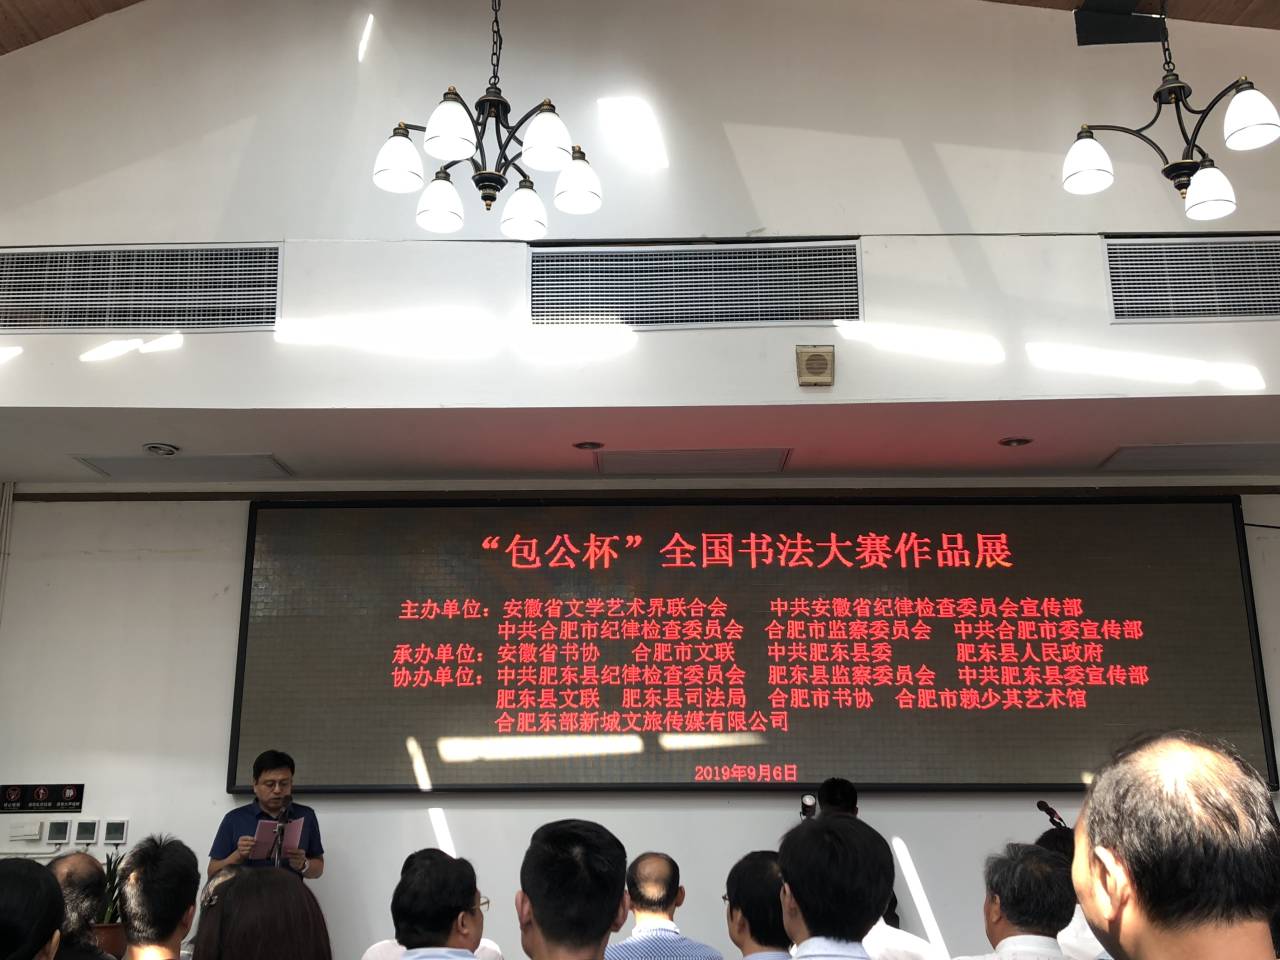 “包公杯”全国书法大赛作品展
主办单位：安徽省文学艺术界联合会 中共安徽省纪律检查委员会宣传部
中共合肥市纪律检查委员会 合肥市监察委员会 中共合肥市委宣传部
承办单位：安徽省书协 合肥市文联 中共肥东县委 肥东县人民政府
协办单位：中共肥东县纪律检查委员会 肥东县监察委员会 中共肥东县委宣传部
肥东县文联 肥东县司法局 合肥市书协 合肥市赖少其艺术馆
合肥东部新城文旅传媒有限公司
2019年9月6日
静